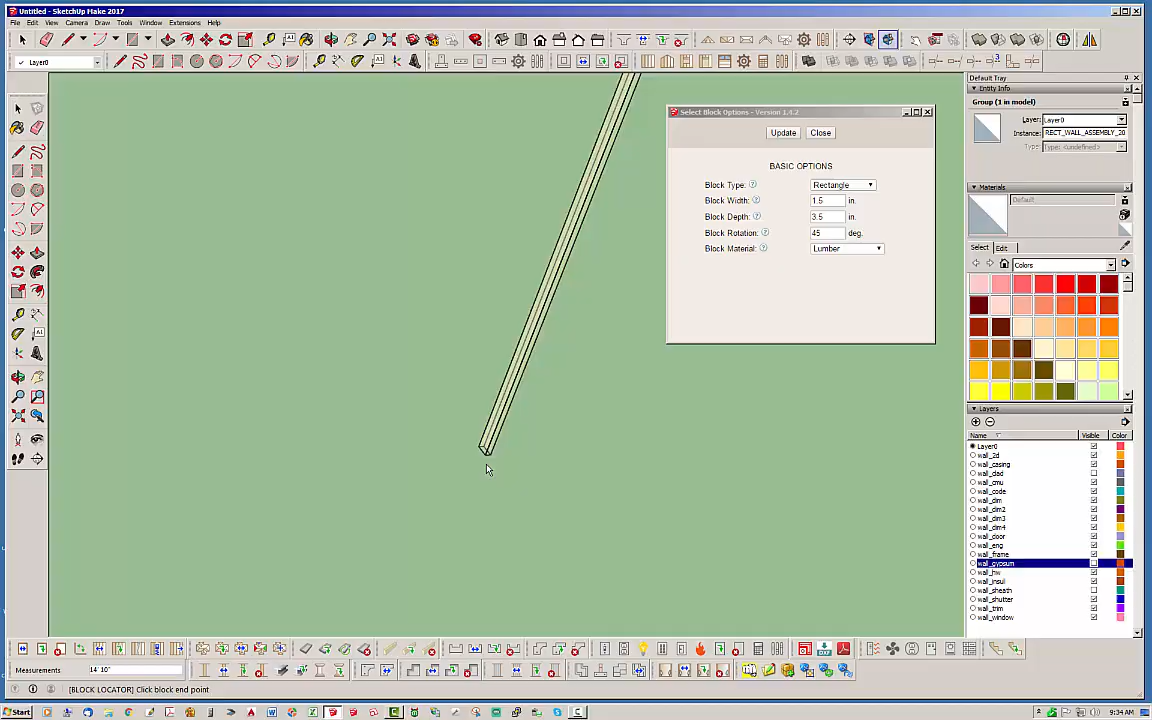 Untitled - SketchUp Make 2017
File Edit View Camera Draw Tools Window Extensions Help
Layer0
Select Block Options - Version 1.4.2
Update Close
BASIC OPTIONS
Block Type: Rectangle
Block Width: 1.5 in.
Block Depth: 3.5 in.
Block Rotation: 45 deg.
Block Material: Lumber
Default Tray
Entity Info
Group (1 in model)
Layer: Layer0
Instance: RECT_WALL_ASSEMBLY_20
Type: Type: <undefined>
Materials
Default
Select Edit
Colors
Layers
Name Visible Color
Layer0
wall_2d
wall_casing
wall_clad
wall_cmu
wall_code
wall_dim
wall_dim2
wall_dim3
wall_dim4
wall_door
wall_eng
wall_frame
wall_gypsum
wall_hw
wall_insul
wall_sheath
wall_shutter
wall_trim
wall_window
Measurements 14' 10"
[BLOCK LOCATOR] Click block end point
Start
9:34 AM